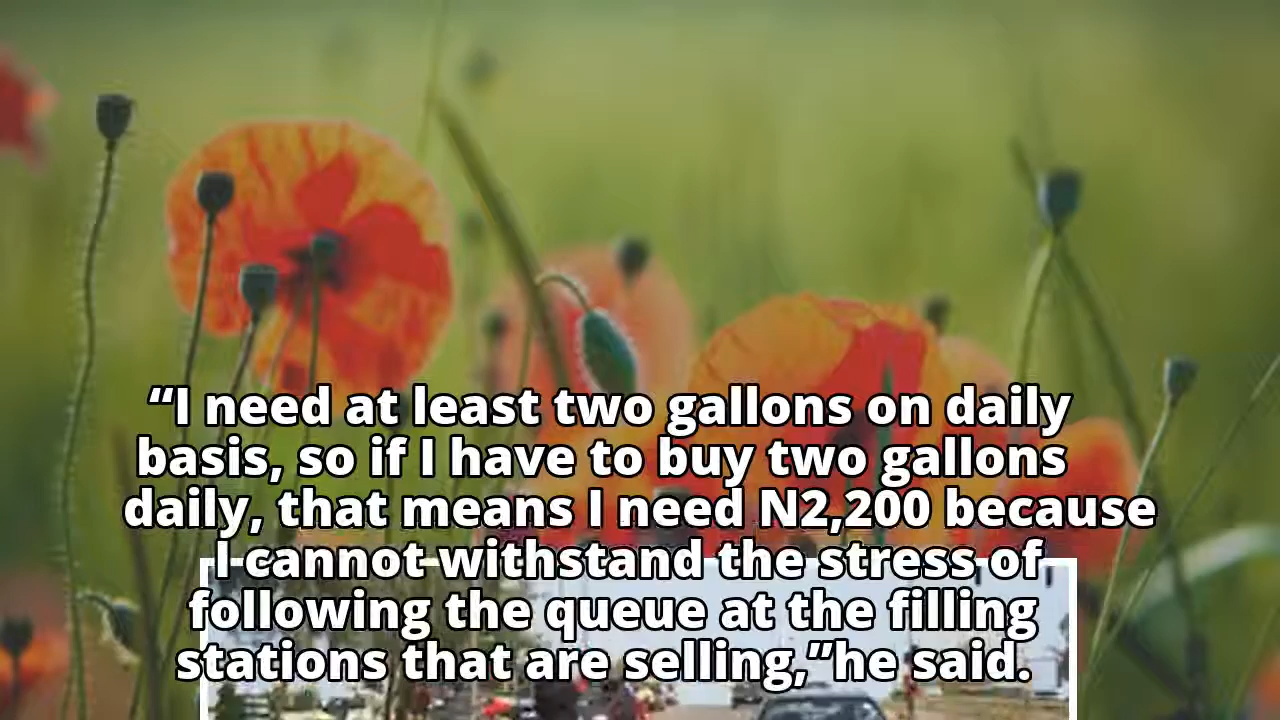 “I need at least two gallons on daily
basis, so if I have to buy two gallons
daily, that means I need N2,200 because
I cannot withstand the stress of
following the queue at the filling
stations that are selling,”he said.